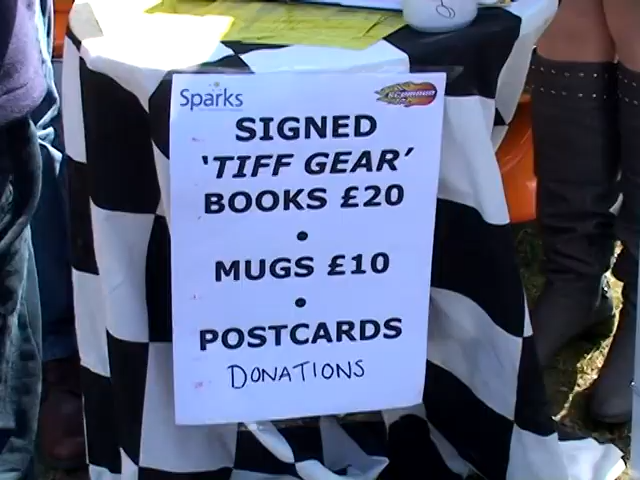 Sparks
SIGNED
'TIFF GEAR'
BOOKS £20
•
MUGS £10
•
POSTCARDS
DONATIONS